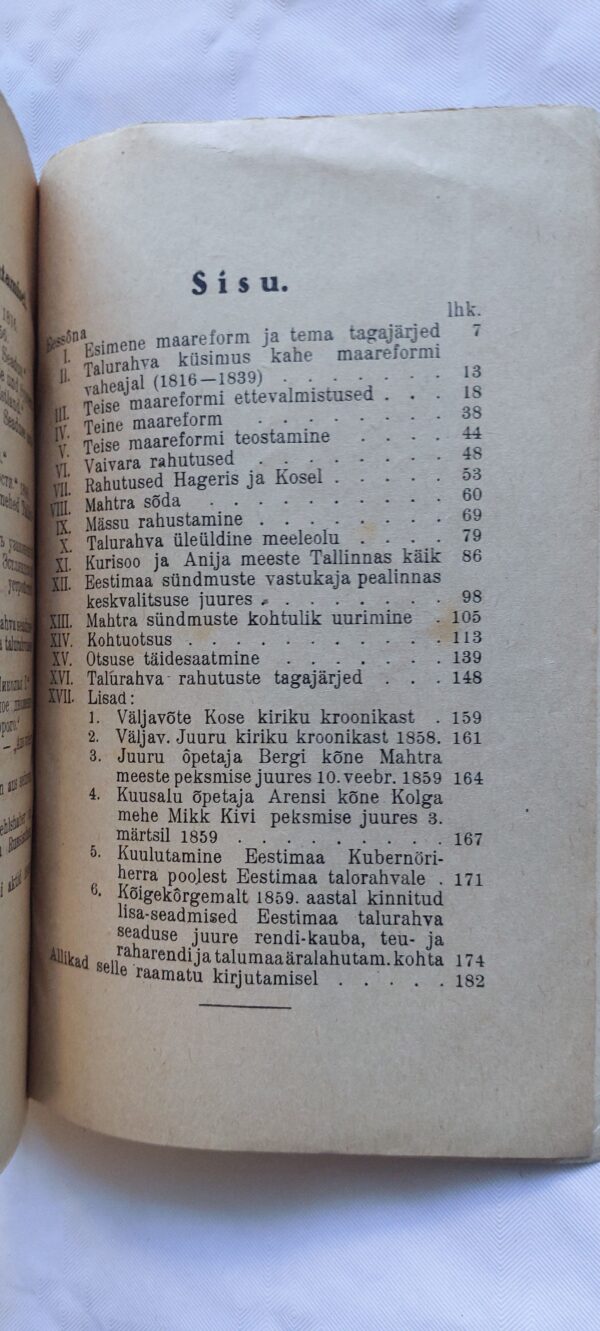 Sisu.
lhk.
Eessõna
I. Esimene maareform ja tema tagajärjed 7
II. Talurahva küsimus kahe maareformi
vaheajal (1816—1839) . . . . . . . 13
III. Teise maareformi ettevalmistused . . . 18
IV. Teine maareform . . . . . . . 38
V. Teise maareformi teostamine . . . . 44
VI. Vaivara rahutused . . . . . . . . 48
VII. Rahutused Hageris ja Kosel . . . . . 53
VIII. Mahtra sõda . . . . . . . . . 60
IX. Mässu rahustamine . . . . . . . 69
X. Talurahva üleüldine meeleolu . . . . 79
XI. Kurisoo ja Anija meeste Tallinnas käik 86
XII. Eestimaa sündmuste vastukaja pealinnas
keskvalitsuse juures . . . . . . . . 98
XIII. Mahtra sündmuste kohtulik uurimine . 105
XIV. Kohtuotsus . . . . . . . . . . 113
XV. Otsuse täidesaatmine . . . . . . . 139
XVI. Talurahva rahutuste tagajärjed . . . 148
XVII. Lisad:
1. Väljavõte Kose kiriku kroonikast . 159
2. Väljav. Juuru kiriku kroonikast 1858. 161
3. Juuru õpetaja Bergi kõne Mahtra
meeste peksmise juures 10. veebr. 1859 164
4. Kuusalu õpetaja Arensi kõne Kolga
mehe Mikk Kivi peksmise juures 3.
märtsil 1859 . . . . . . . . . 167
5. Kuulutamine Eestimaa Kubernöri-
herra poolest Eestimaa talorahvale . 171
6. Kõigekõrgemalt 1859. aastal kinnitud
lisa-seadmised Eestimaa talurahva
seaduse juure rendi-kauba, teu- ja
raharendi ja talumaa äralahutam. kohta 174
Allikad selle raamatu kirjutamisel . . . . . 182